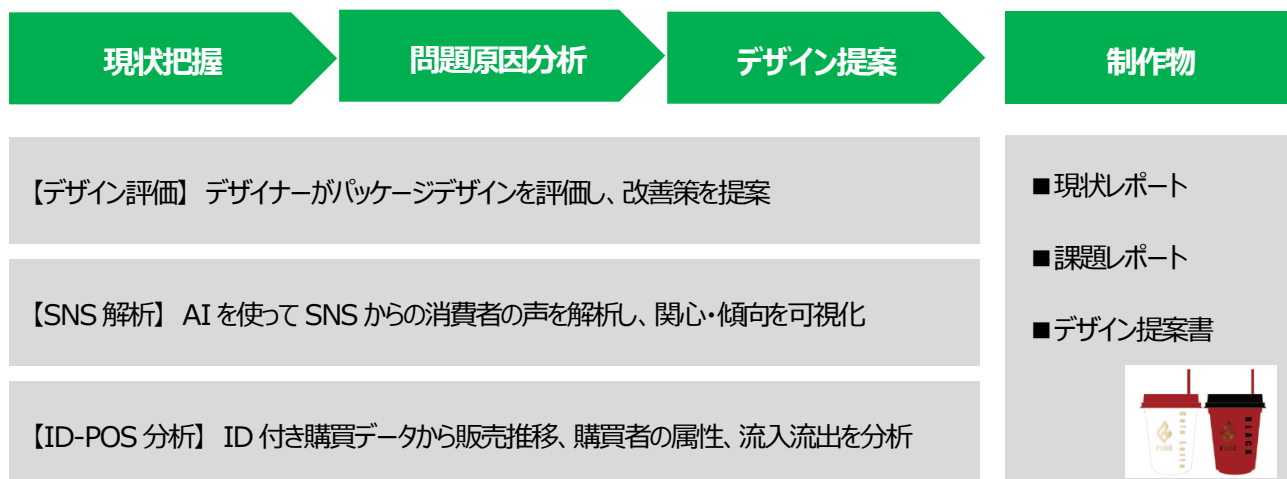 現状把握
問題原因分析
デザイン提案
制作物
【デザイン評価】 デザイナーがパッケージデザインを評価し、改善策を提案
【SNS 解析】 AI を使って SNS からの消費者の声を解析し、関心・傾向を可視化
【ID-POS 分析】 ID 付き購買データから販売推移、購買者の属性、流入流出を分析
■現状レポート
■課題レポート
■デザイン提案書
FIRE
FIRE
BLACK